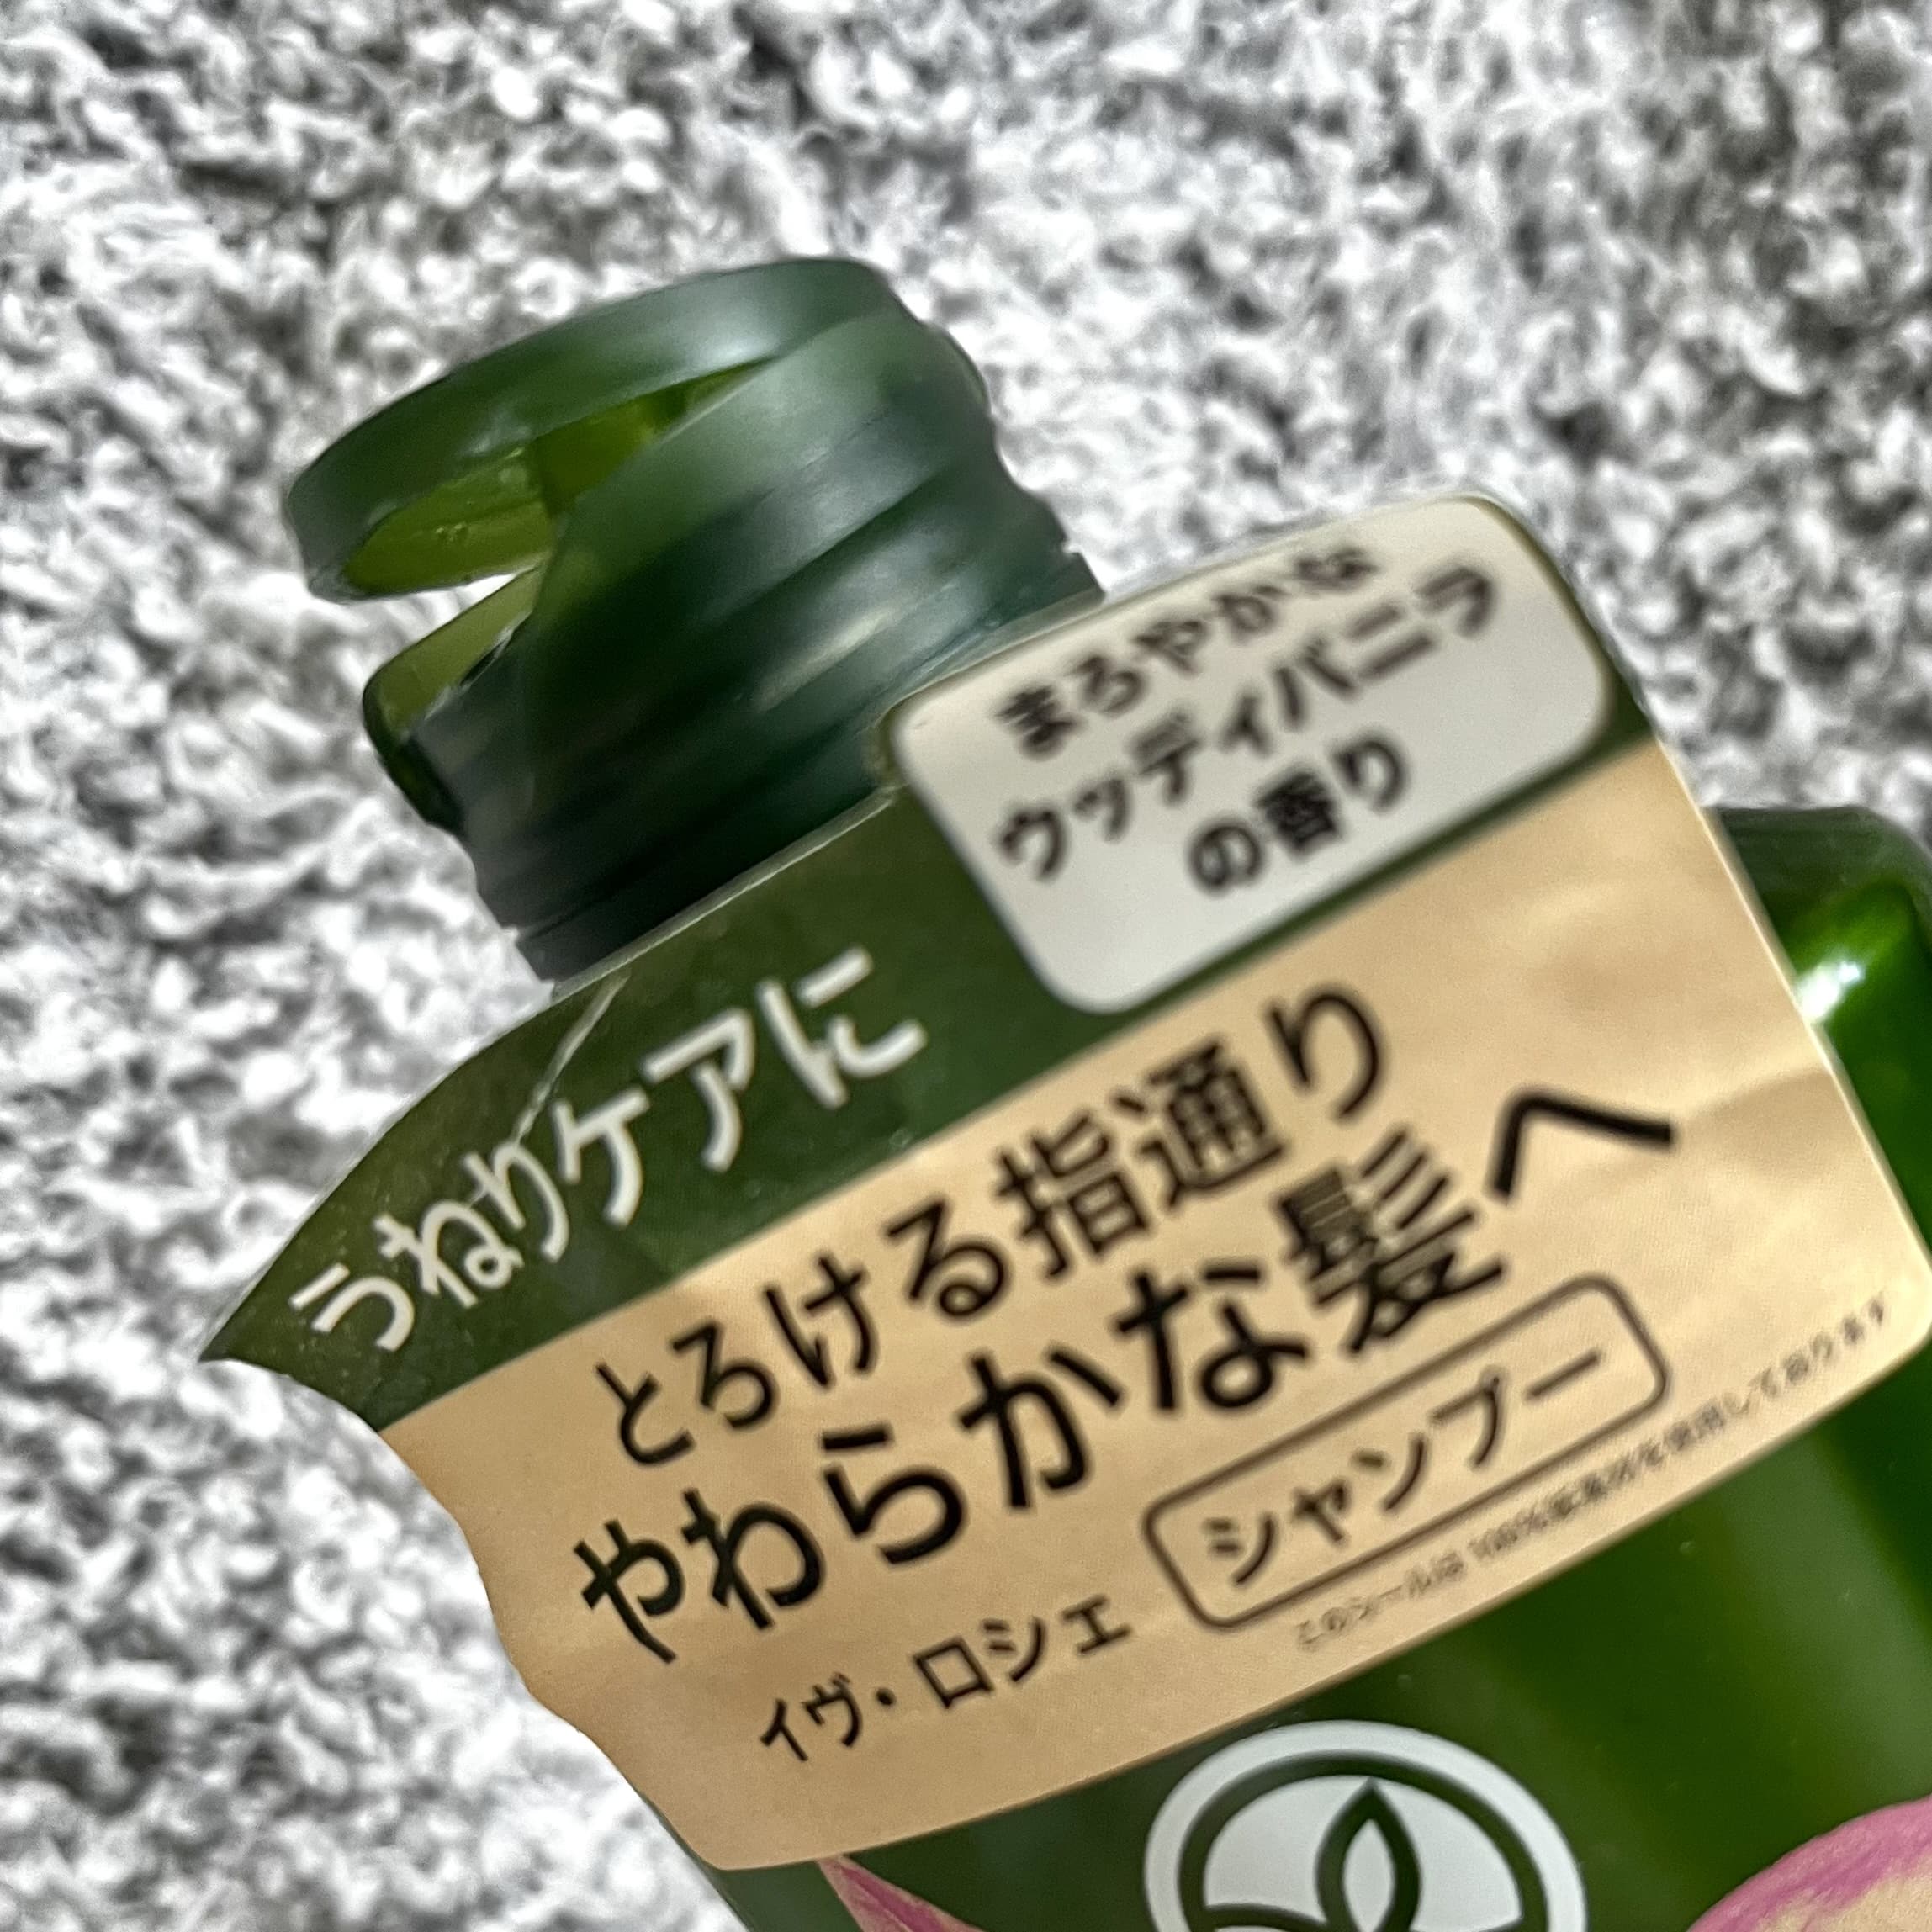 まろやかな
ウッディバニラ
の香り
うねりケアに
とろける指通り
やわらかな髪へ
イヴ・ロシェ
シャンプー